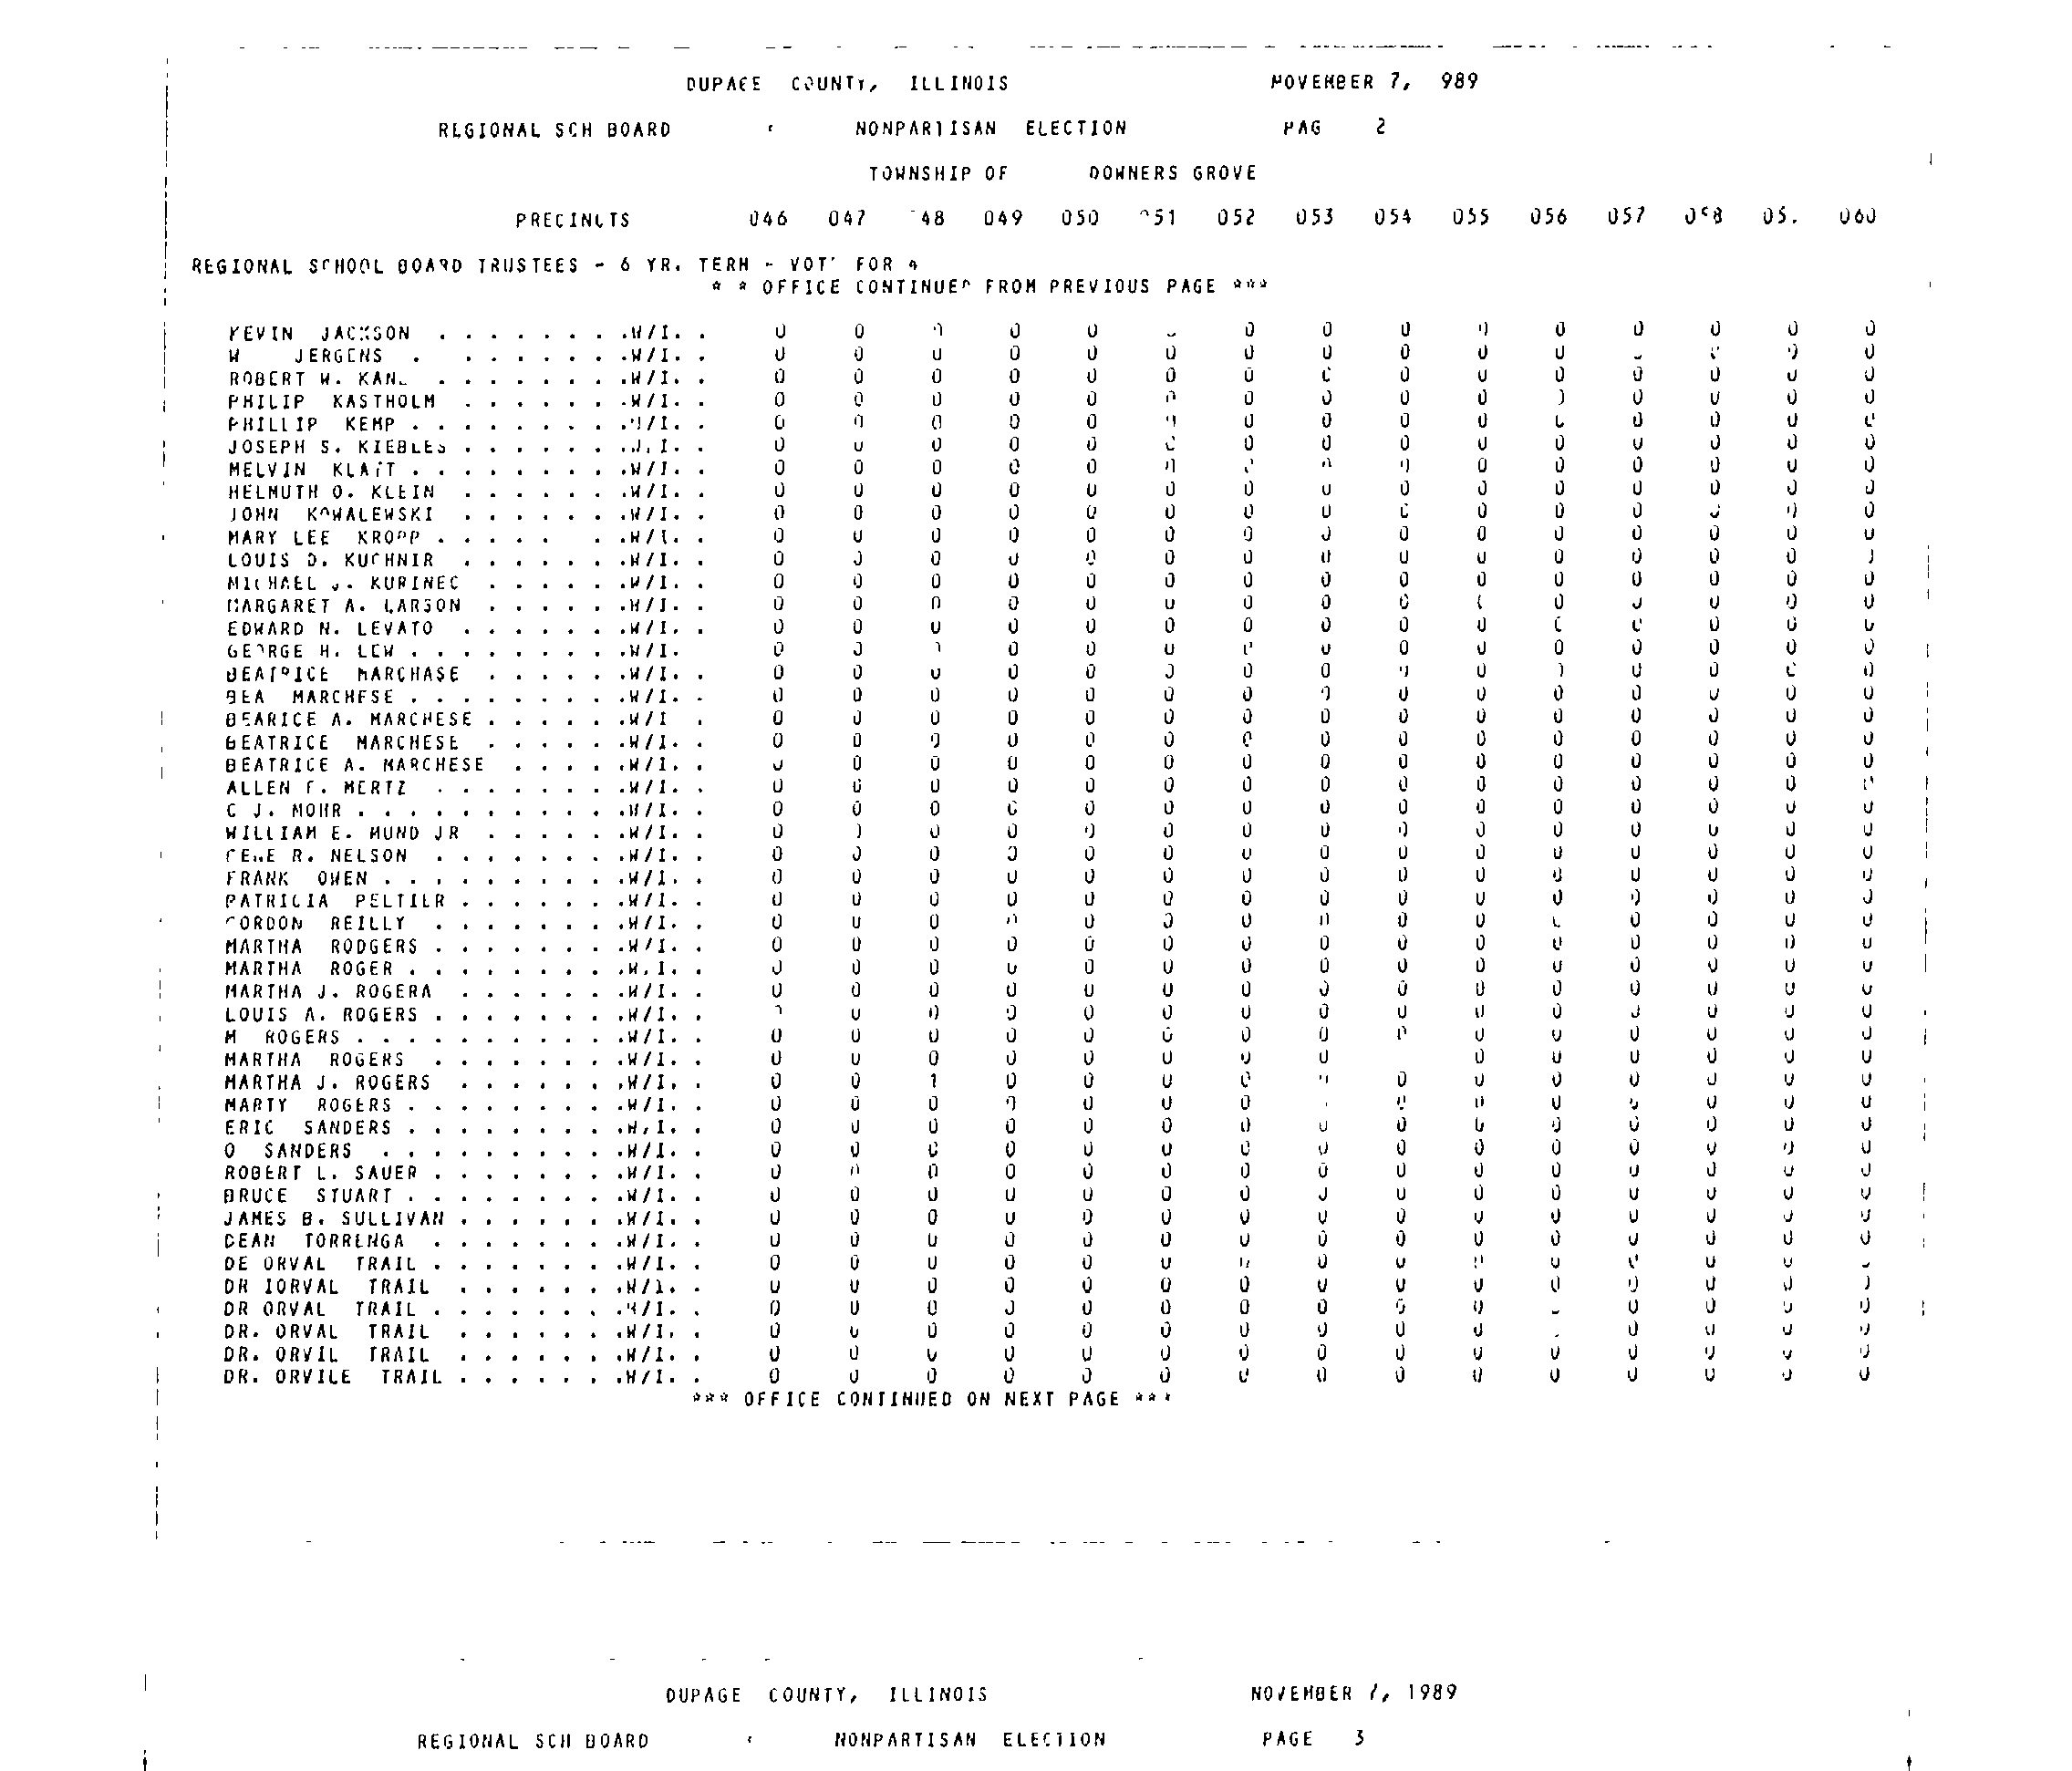 DUPAGE COUNTY, ILLINOIS NOVEMBER 7, 989
REGIONAL SCH BOARD NONPARTISAN ELECTION PAG 2
TOWNSHIP OF DOWNERS GROVE
PRECINCTS 046 047 48 049 050 051 052 053 054 055 056 057 058 05. 060
REGIONAL SCHOOL BOARD TRUSTEES - 6 YR. TERM - VOT' FOR
* * OFFICE CONTINUED FROM PREVIOUS PAGE ***
KEVIN JACKSON . . . . . . . .W/I. . 0 0 0 0 0 0 0 0 0 0 0 0 0 0
W JERGENS . . . . . . . .W/I. . 0 0 0 0 0 0 0 0 0 0 0 0 0
ROBERT W. KAN. . . . . . . . .W/I. . 0 0 0 0 0 0 0 0 0 0 0 0 0 0 0
PHILIP KASTHOLM . . . . . . .W/I. . 0 0 0 0 0 0 0 0 0 0 0 0 0 0 0
PHILLIP KEMP . . . . . . . . .W/I. . 0 0 0 0 0 0 0 0 0 0 0 0 0 0 0
JOSEPH S. KIEBLES . . . . . . .W/I. . 0 0 0 0 0 0 0 0 0 0 0 0 0 0 0
MELVIN KLAIT . . . . . . . . .W/I. . 0 0 0 0 0 0 0 0 0 0 0 0 0 0 0
HELMUTH O. KLEIN . . . . . . .W/I. . 0 0 0 0 0 0 0 0 0 0 0 0 0 0 0
JOHN KOWALEWSKI . . . . . . .W/I. . 0 0 0 0 0 0 0 0 0 0 0 0 0 0 0
MARY LEE KROPP . . . . . . .W/I. . 0 0 0 0 0 0 0 0 0 0 0 0 0 0 0
LOUIS D. KUCHNIR . . . . . . .W/I. . 0 0 0 0 0 0 0 0 0 0 0 0 0 0 0
MICHAEL J. KURINEC . . . . . .W/I. . 0 0 0 0 0 0 0 0 0 0 0 0 0 0 0
MARGARET A. LARSON . . . . . .W/I. . 0 0 0 0 0 0 0 0 0 0 0 0 0 0 0
EDWARD N. LEVATO . . . . . . .W/I. . 0 0 0 0 0 0 0 0 0 0 0 0 0 0 0
GEORGE H. LEW . . . . . . . . .W/I. 0 0 0 0 0 0 0 0 0 0 0 0 0 0 0
BEATRICE MARCHASE . . . . . .W/I. . 0 0 0 0 0 0 0 0 0 0 0 0 0 0 0
BEA MARCHESE . . . . . . . . .W/I. . 0 0 0 0 0 0 0 0 0 0 0 0 0 0 0
BEARICE A. MARCHESE . . . . . .W/I . 0 0 0 0 0 0 0 0 0 0 0 0 0 0 0
BEATRICE MARCHESE . . . . . .W/I. . 0 0 0 0 0 0 0 0 0 0 0 0 0 0 0
BEATRICE A. MARCHESE . . . . .W/I. . 0 0 0 0 0 0 0 0 0 0 0 0 0 0 0
ALLEN F. MERTZ . . . . . . . .W/I. . 0 0 0 0 0 0 0 0 0 0 0 0 0 0 0
C J. MOHR . . . . . . . . . . .W/I. . 0 0 0 0 0 0 0 0 0 0 0 0 0 0 0
WILLIAM E. MUND JR . . . . . .W/I. . 0 0 0 0 0 0 0 0 0 0 0 0 0 0 0
GENE R. NELSON . . . . . . . .W/I. . 0 0 0 0 0 0 0 0 0 0 0 0 0 0 0
FRANK OWEN . . . . . . . . . .W/I. . 0 0 0 0 0 0 0 0 0 0 0 0 0 0 0
PATRICIA PELTIER . . . . . . .W/I. . 0 0 0 0 0 0 0 0 0 0 0 0 0 0 0
GORDON REILLY . . . . . . . .W/I. . 0 0 0 0 0 0 0 0 0 0 0 0 0 0 0
MARTHA RODGERS . . . . . . . .W/I. . 0 0 0 0 0 0 0 0 0 0 0 0 0 0 0
MARTHA ROGER . . . . . . . . .W/I. . 0 0 0 0 0 0 0 0 0 0 0 0 0 0 0
MARTHA J. ROGERA . . . . . . .W/I. . 0 0 0 0 0 0 0 0 0 0 0 0 0 0 0
LOUIS A. ROGERS . . . . . . . .W/I. . 0 0 0 0 0 0 0 0 0 0 0 0 0 0 0
M ROGERS . . . . . . . . . . .W/I. . 0 0 0 0 0 0 0 0 0 0 0 0 0 0 0
MARTHA ROGERS . . . . . . . .W/I. . 0 0 0 0 0 0 0 0 0 0 0 0 0 0
MARTHA J. ROGERS . . . . . . .W/I. . 0 0 1 0 0 0 0 0 0 0 0 0 0 0 0
MARTY ROGERS . . . . . . . . .W/I. . 0 0 0 0 0 0 0 0 0 0 0 0 0 0
ERIC SANDERS . . . . . . . . .W/I. . 0 0 0 0 0 0 0 0 0 0 0 0 0 0 0
O SANDERS . . . . . . . . . .W/I. . 0 0 0 0 0 0 0 0 0 0 0 0 0 0 0
ROBERT L. SAUER . . . . . . . .W/I. . 0 0 0 0 0 0 0 0 0 0 0 0 0 0 0
BRUCE STUART . . . . . . . . .W/I. . 0 0 0 0 0 0 0 0 0 0 0 0 0 0 0
JAMES B. SULLIVAN . . . . . . .W/I. . 0 0 0 0 0 0 0 0 0 0 0 0 0 0 0
DEAN TORRENGA . . . . . . . .W/I. . 0 0 0 0 0 0 0 0 0 0 0 0 0 0 0
DE ORVAL TRAIL . . . . . . . .W/I. . 0 0 0 0 0 0 0 0 0 0 0 0 0 0
DR IORVAL TRAIL . . . . . . .W/I. . 0 0 0 0 0 0 0 0 0 0 0 0 0 0 0
DR ORVAL TRAIL . . . . . . . .W/I. . 0 0 0 0 0 0 0 0 0 0 0 0 0 0
DR. ORVAL TRAIL . . . . . . .W/I. . 0 0 0 0 0 0 0 0 0 0 0 0 0 0
DR. ORVIL TRAIL . . . . . . .W/I. . 0 0 0 0 0 0 0 0 0 0 0 0 0 0 0
DR. ORVILE TRAIL . . . . . . .W/I. . 0 0 0 0 0 0 0 0 0 0 0 0 0 0 0
*** OFFICE CONTINUED ON NEXT PAGE ***
DUPAGE COUNTY, ILLINOIS NOVEMBER 7, 1989
REGIONAL SCH BOARD NONPARTISAN ELECTION PAGE 3